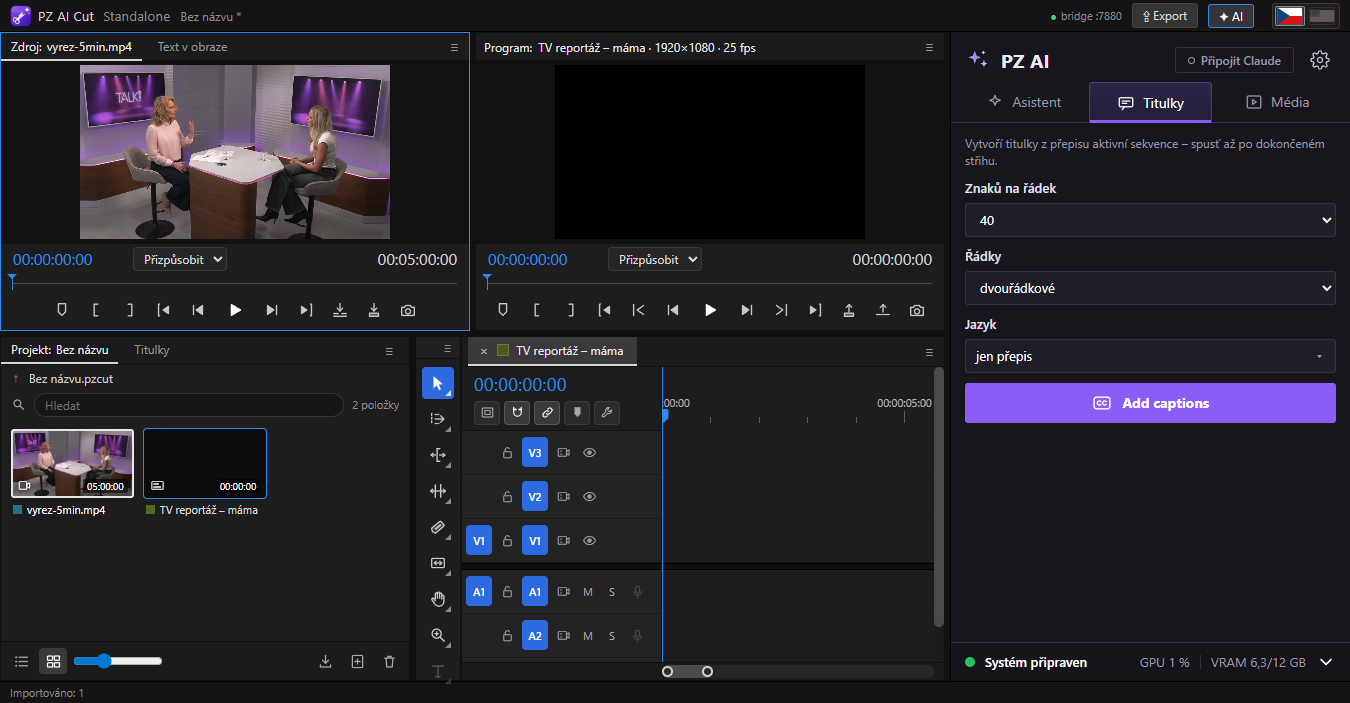 PZ AI Cut Standalone Bez názvu *
bridge :7880 Export AI
Zdroj: vyrez-5min.mp4 Text v obraze
TALK!
00:00:00:00 Přizpůsobit 00:05:00:00
Program: TV reportáž – máma · 1920×1080 · 25 fps
00:00:00:00 Přizpůsobit 00:00:00:00
Projekt: Bez názvu Titulky
Bez názvu.pzcut
Hledat 2 položky
05:00:00
00:00:00
vyrez-5min.mp4 TV reportáž – máma
× TV reportáž – máma
00:00:00:00
00:00 00:00:05:00
V3
V2
V1 V1
A1 A1 M S
A2 M S
PZ AI Připojit Claude
Asistent Titulky Média
Vytvoří titulky z přepisu aktivní sekvence – spusť až po dokončeném
střihu.
Znaků na řádek
40
Řádky
dvouřádkové
Jazyk
jen přepis
CC Add captions
Systém připraven GPU 1 % VRAM 6,3/12 GB
Importováno: 1